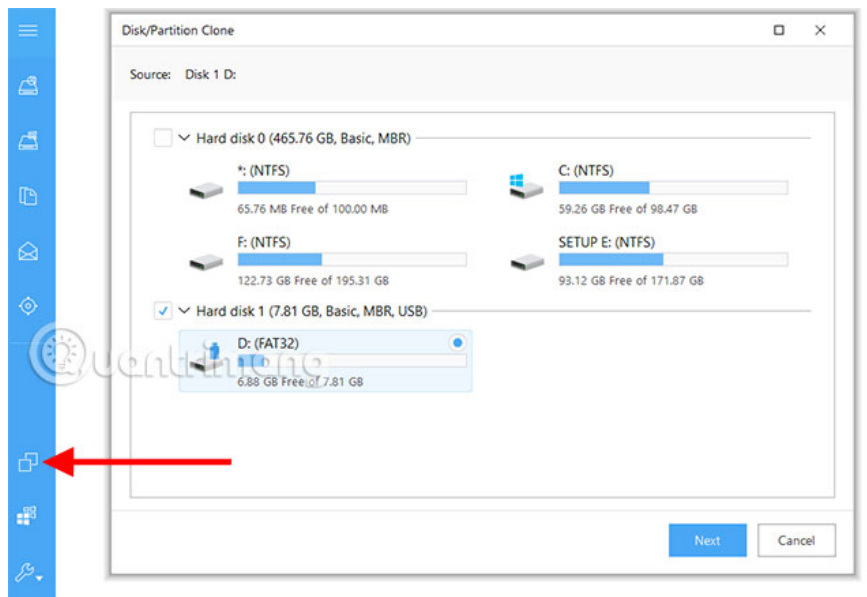 Disk/Partition Clone
Source: Disk 1 D:
Hard disk 0 (465.76 GB, Basic, MBR)
*: (NTFS)
65.76 MB Free of 100.00 MB
C: (NTFS)
59.26 GB Free of 98.47 GB
F: (NTFS)
122.73 GB Free of 195.31 GB
SETUP E: (NTFS)
93.12 GB Free of 171.87 GB
Hard disk 1 (7.81 GB, Basic, MBR, USB)
D: (FAT32)
6.88 GB Free of 7.81 GB
Quantrimang
Next
Cancel